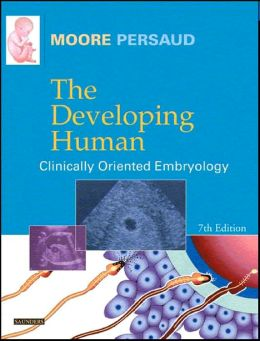 MOORE PERSAUD
The
Developing
Human
Clinically Oriented Embryology
7th Edition
SAUNDERS